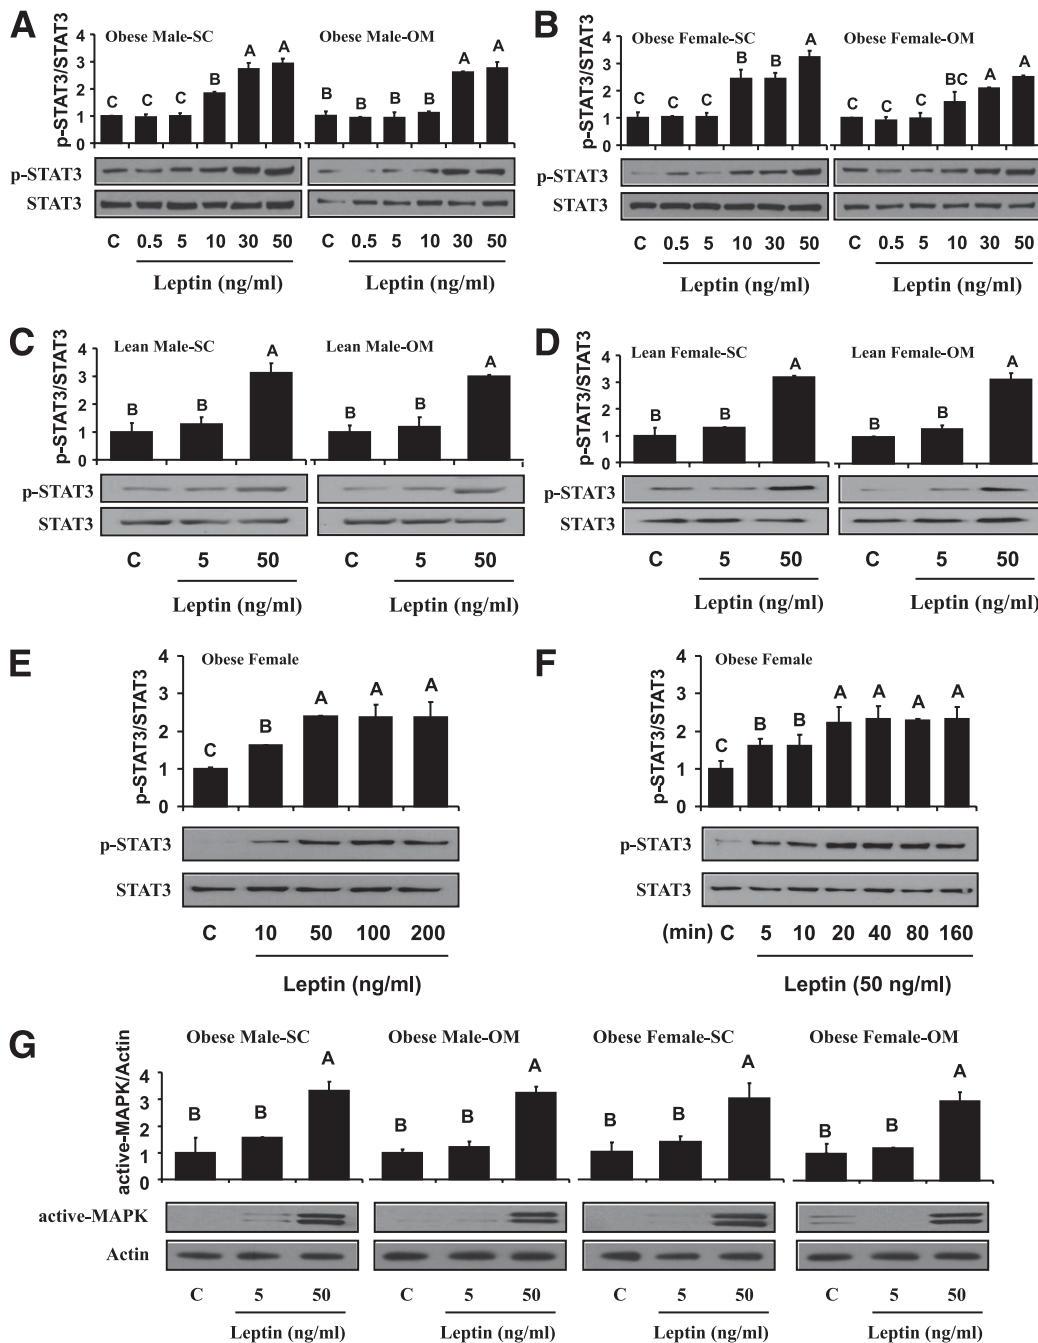 A
Obese Male-SC
Obese Male-OM
p-STAT3/STAT3
4
3
2
1
0
C C C B A A
B B B B A A
p-STAT3
STAT3
C 0.5 5 10 30 50 C 0.5 5 10 30 50
Leptin (ng/ml) Leptin (ng/ml)
B
Obese Female-SC
Obese Female-OM
p-STAT3/STAT3
4
3
2
1
0
C C C B B A
C C C BC A A
p-STAT3
STAT3
C 0.5 5 10 30 50 C 0.5 5 10 30 50
Leptin (ng/ml) Leptin (ng/ml)
C
Lean Male-SC
Lean Male-OM
p-STAT3/STAT3
4
3
2
1
0
B B A
B B A
p-STAT3
STAT3
C 5 50 C 5 50
Leptin (ng/ml) Leptin (ng/ml)
D
Lean Female-SC
Lean Female-OM
p-STAT3/STAT3
4
3
2
1
0
B B A
B B A
p-STAT3
STAT3
C 5 50 C 5 50
Leptin (ng/ml) Leptin (ng/ml)
E
Obese Female
p-STAT3/STAT3
4
3
2
1
0
C B A A A
p-STAT3
STAT3
C 10 50 100 200
Leptin (ng/ml)
F
Obese Female
p-STAT3/STAT3
4
3
2
1
0
C B B A A A A
p-STAT3
STAT3
(min) C 5 10 20 40 80 160
Leptin (50 ng/ml)
G
Obese Male-SC Obese Male-OM Obese Female-SC Obese Female-OM
active-MAPK/Actin
4
3
2
1
0
B B A B B A B B A B B A
active-MAPK
Actin
C 5 50 C 5 50 C 5 50 C 5 50
Leptin (ng/ml) Leptin (ng/ml) Leptin (ng/ml) Leptin (ng/ml)